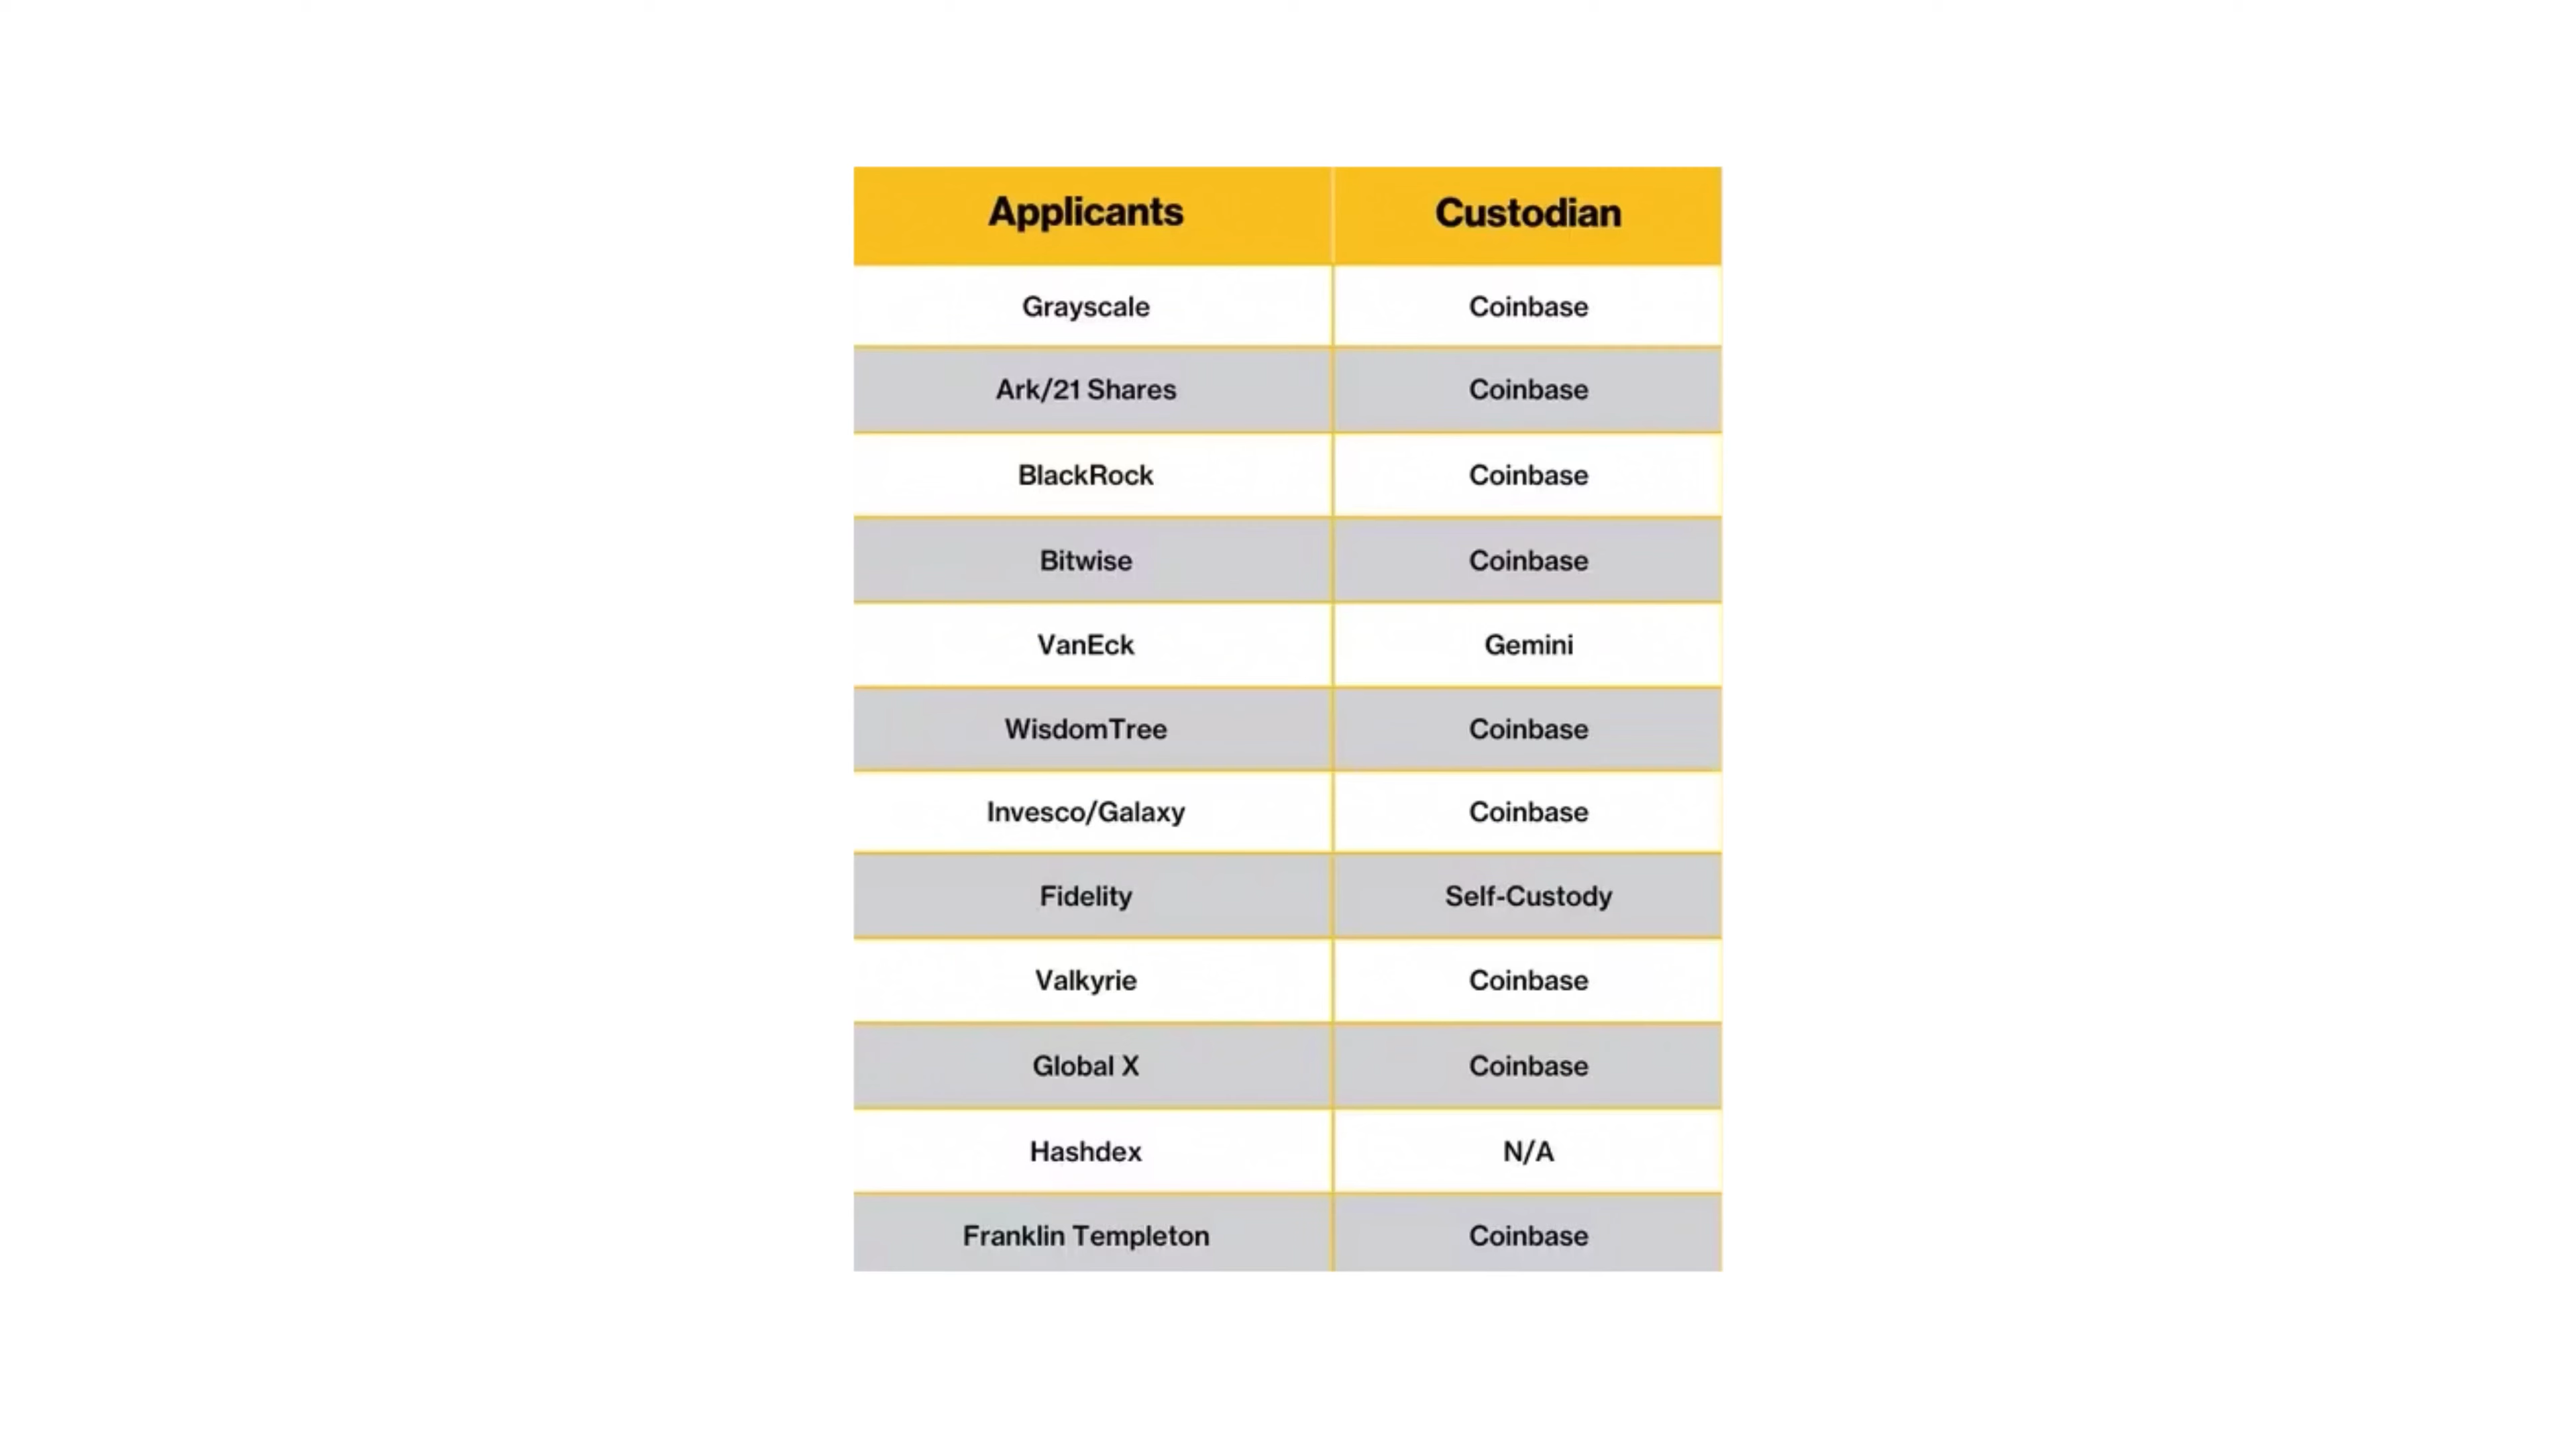 Applicants Custodian
Grayscale Coinbase
Ark/21 Shares Coinbase
BlackRock Coinbase
Bitwise Coinbase
VanEck Gemini
WisdomTree Coinbase
Invesco/Galaxy Coinbase
Fidelity Self-Custody
Valkyrie Coinbase
Global X Coinbase
Hashdex N/A
Franklin Templeton Coinbase